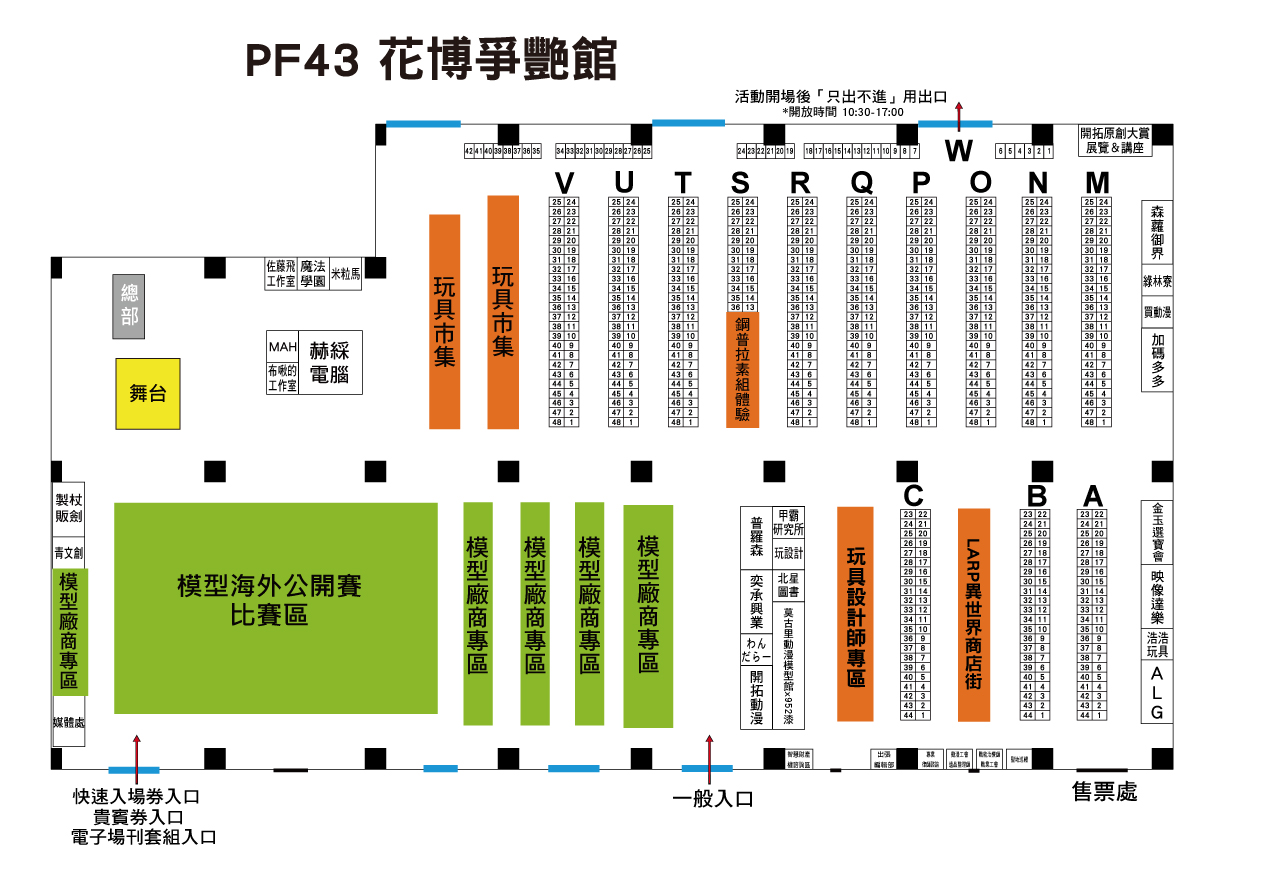 PF43 花博爭艷館
活動開場後「只出不進」用出口
*開放時間 10:30-17:00
W
開拓原創大賞
展覽＆講座
42 41 40 39 38 37 36 35
34 33 32 31 30 29 28 27 26 25
24 23 22 21 20 19
18 17 16 15 14 13 12 11 10 9 8 7
6 5 4 3 2 1
V U T S R Q P O N M
25 24
26 23
27 22
28 21
29 20
30 19
31 18
32 17
33 16
34 15
35 14
36 13
37 12
38 11
39 10
40 9
41 8
42 7
43 6
44 5
45 4
46 3
47 2
48 1
鋼普拉素組體驗
玩具市集
玩具市集
森蘿御界
綠林寮
買動漫
加碼多多
佐藤飛
工作室
魔法
學園
米粒馬
總部
舞台
MAH
布啾的
工作室
赫綵
電腦
製杖
販劍
青文創
模型廠商專區
媒體處
模型海外公開賽
比賽區
模型廠商專區
模型廠商專區
模型廠商專區
模型廠商專區
普羅森
甲霸
研究所
玩設計
奕承興業
北星
圖書
わん
だらー
開拓動漫
莫古里動漫模型館x952漆
玩具設計師專區
LARP異世界商店街
C B A
23 22
24 21
25 20
26 19
27 18
28 17
29 16
30 15
31 14
32 13
33 12
34 11
35 10
36 9
37 8
38 7
39 6
40 5
41 4
42 3
43 2
44 1
金玉選寶會
映像達樂
浩浩
玩具
ALG
出張
編輯部
快速入場券入口
貴賓券入口
電子場刊套組入口
一般入口
售票處